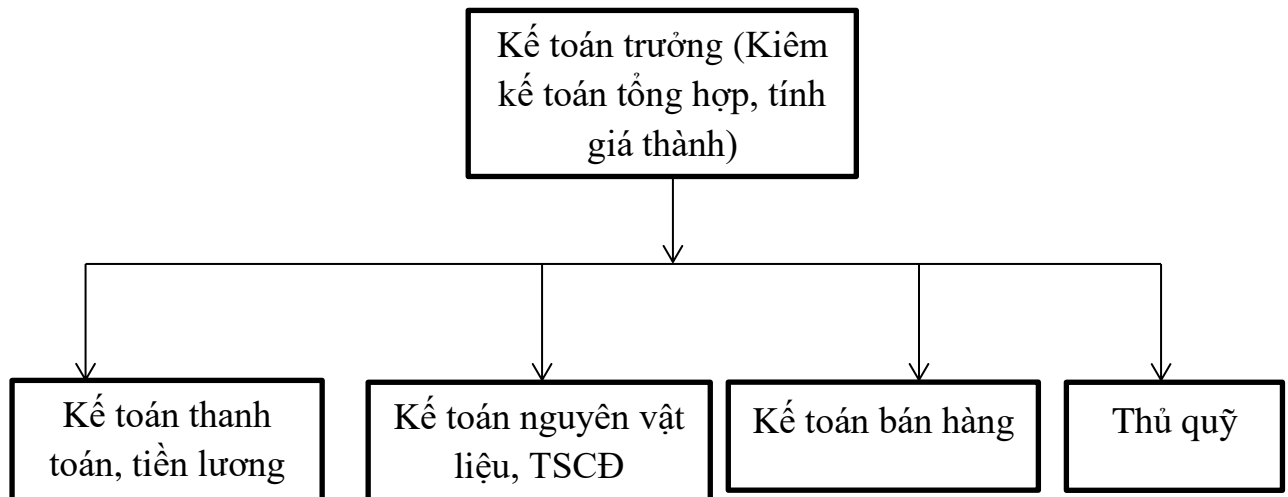 Kế toán trưởng (Kiêm
kế toán tổng hợp, tính
giá thành)
Kế toán thanh
toán, tiền lương
Kế toán nguyên vật
liệu, TSCĐ
Kế toán bán hàng
Thủ quỹ